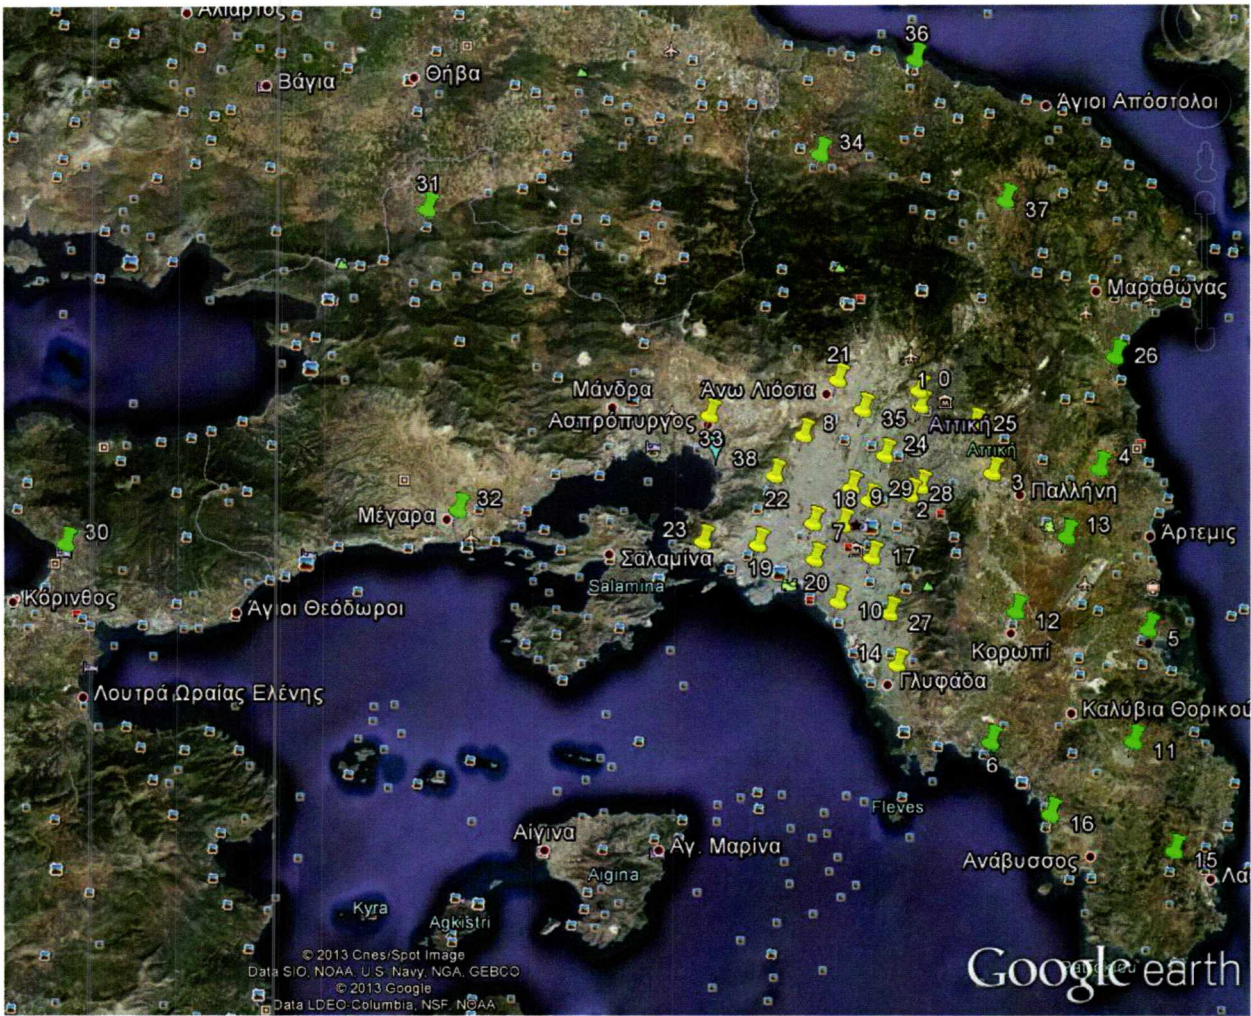 Αλίαρτος
36
Βάγια
Θήβα
Άγιοι Απόστολοι
34
31
37
Μαραθώνας
26
21
1 0
Μάνδρα
Άνω Λιόσια
Ασπρόπυργος
8
35
Αττική
25
33
24
Αττική
38
4
3
Παλλήνη
22
18
9
29
28
2
32
Μέγαρα
13
30
23
7
Άρτεμις
Σαλαμίνα
19
17
Salamina
20
Κόρινθος
Άγιοι Θεόδωροι
10
27
12
5
Κορωπί
14
Γλυφάδα
Λουτρά Ωραίας Ελένης
Καλύβια Θορικού
11
6
Fleves
16
Αίγινα
Αγ. Μαρίνα
Ανάβυσσος
15
Aigina
Λα
Kyra
Agkistri
© 2013 Cnes/Spot Image
Data SIO, NOAA, U.S. Navy, NGA, GEBCO
© 2013 Google
Data LDEO-Columbia, NSF, NOAA
Google earth